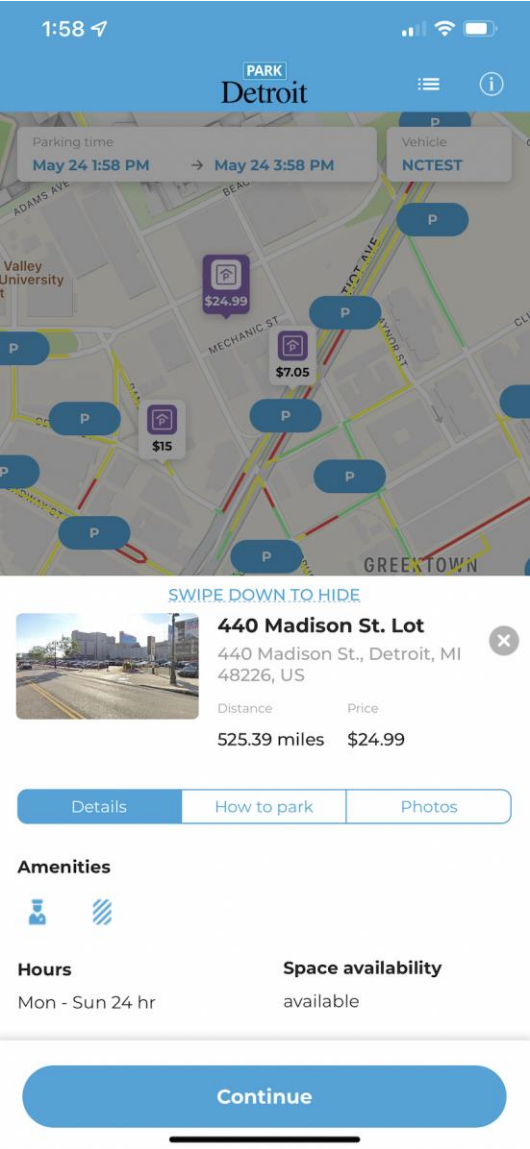 1:58
PARK
Detroit
Parking time
May 24 1:58 PM → May 24 3:58 PM
Vehicle
NCTEST
P
ADAMS AVE
P
Valley
University
$24.99
MECHANIC ST
P
P
$7.05
P
P
$15
P
P
P
P
P
GREEKTOWN
SWIPE DOWN TO HIDE
440 Madison St. Lot
440 Madison St., Detroit, MI
48226, US
Distance
Price
525.39 miles
$24.99
Details
How to park
Photos
Amenities
Hours
Space availability
Mon - Sun 24 hr
available
Continue